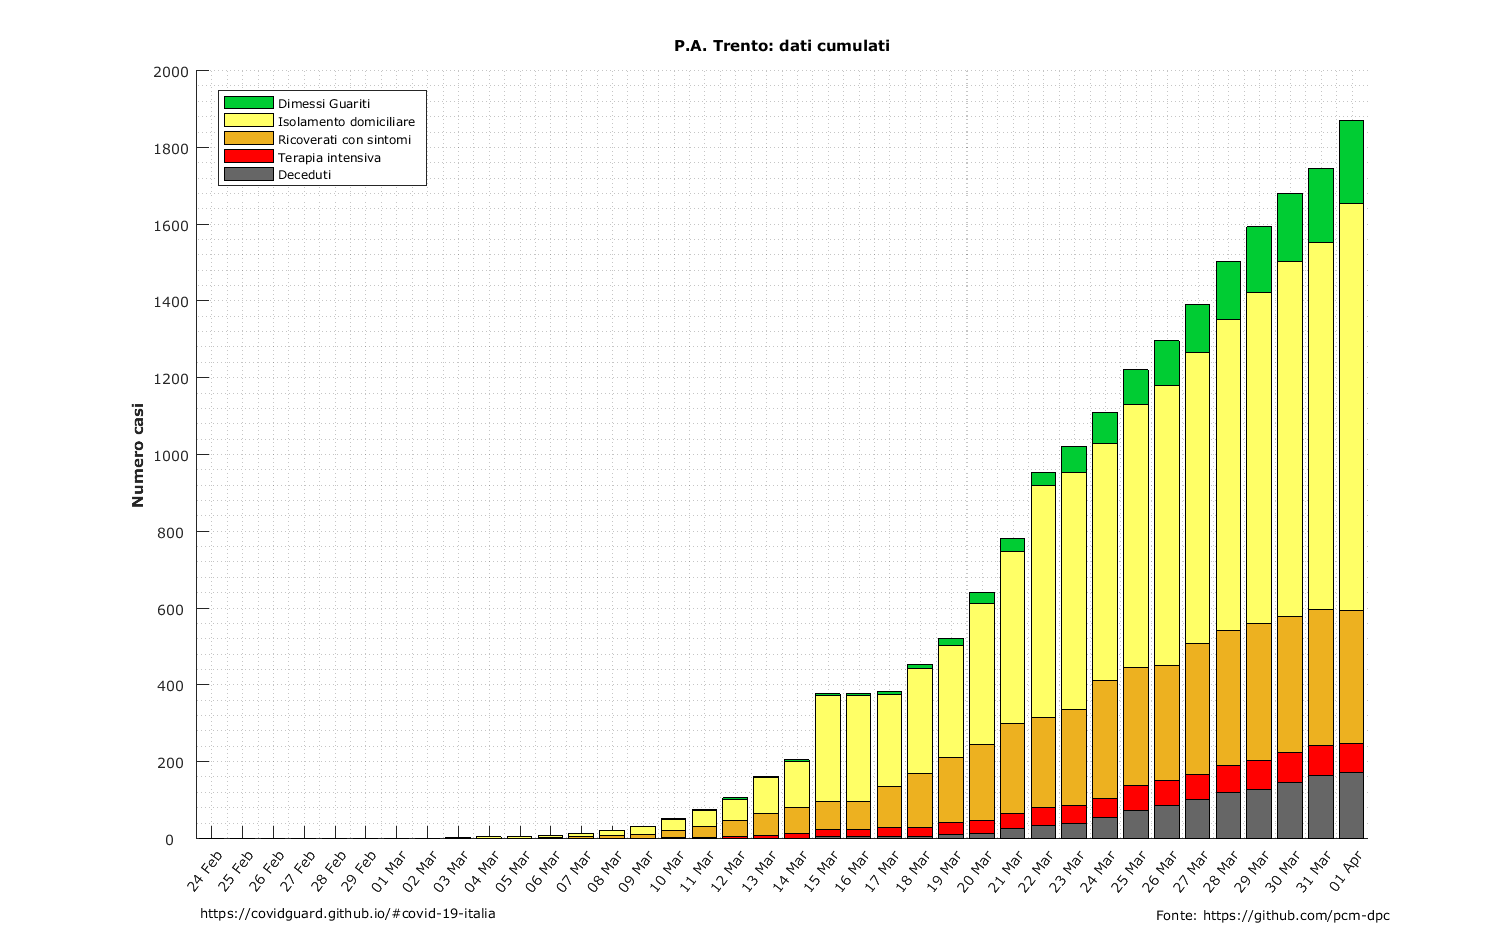 P.A. Trento: dati cumulati
2000
1800
1600
1400
1200
1000
800
600
400
200
0
Numero casi
Dimessi Guariti
Isolamento domiciliare
Ricoverati con sintomi
Terapia intensiva
Deceduti
24 Feb
25 Feb
26 Feb
27 Feb
28 Feb
29 Feb
01 Mar
02 Mar
03 Mar
04 Mar
05 Mar
06 Mar
07 Mar
08 Mar
09 Mar
10 Mar
11 Mar
12 Mar
13 Mar
14 Mar
15 Mar
16 Mar
17 Mar
18 Mar
19 Mar
20 Mar
21 Mar
22 Mar
23 Mar
24 Mar
25 Mar
26 Mar
27 Mar
28 Mar
29 Mar
30 Mar
31 Mar
01 Apr
https://covidguard.github.io/#covid-19-italia
Fonte: https://github.com/pcm-dpc